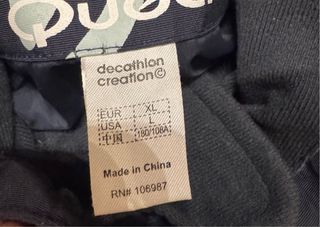 decathlon
creation©
EUR XL
USA L
中国 180/108A
Made in China
RN# 106987